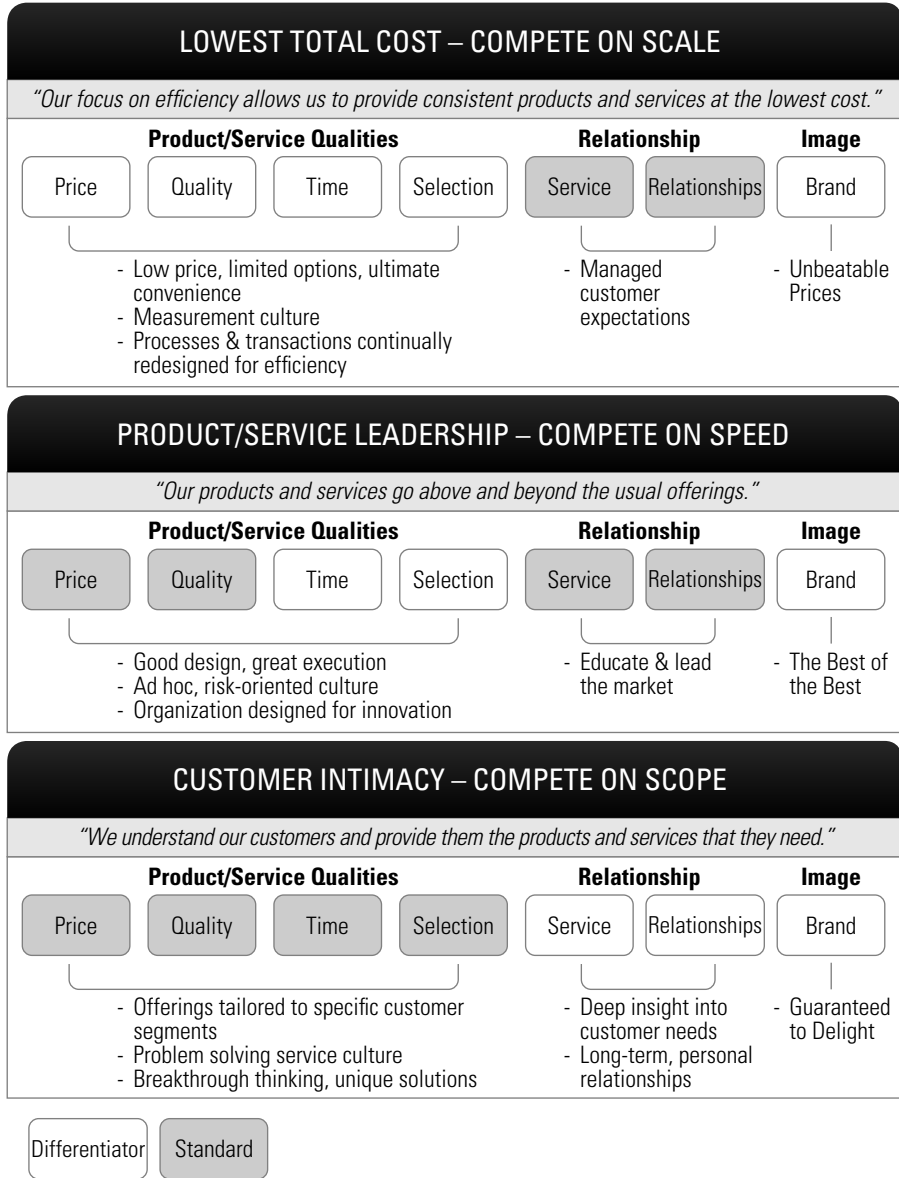 LOWEST TOTAL COST – COMPETE ON SCALE
“Our focus on efficiency allows us to provide consistent products and services at the lowest cost.”
Product/Service Qualities
Relationship
Image
Price
Quality
Time
Selection
Service
Relationships
Brand
- Low price, limited options, ultimate
convenience
- Measurement culture
- Processes & transactions continually
redesigned for efficiency
- Managed
customer
expectations
- Unbeatable
Prices
PRODUCT/SERVICE LEADERSHIP – COMPETE ON SPEED
“Our products and services go above and beyond the usual offerings.”
Product/Service Qualities
Relationship
Image
Price
Quality
Time
Selection
Service
Relationships
Brand
- Good design, great execution
- Ad hoc, risk-oriented culture
- Organization designed for innovation
- Educate & lead
the market
- The Best of
the Best
CUSTOMER INTIMACY – COMPETE ON SCOPE
“We understand our customers and provide them the products and services that they need.”
Product/Service Qualities
Relationship
Image
Price
Quality
Time
Selection
Service
Relationships
Brand
- Offerings tailored to specific customer
segments
- Problem solving service culture
- Breakthrough thinking, unique solutions
- Deep insight into
customer needs
- Long-term, personal
relationships
- Guaranteed
to Delight
Differentiator
Standard